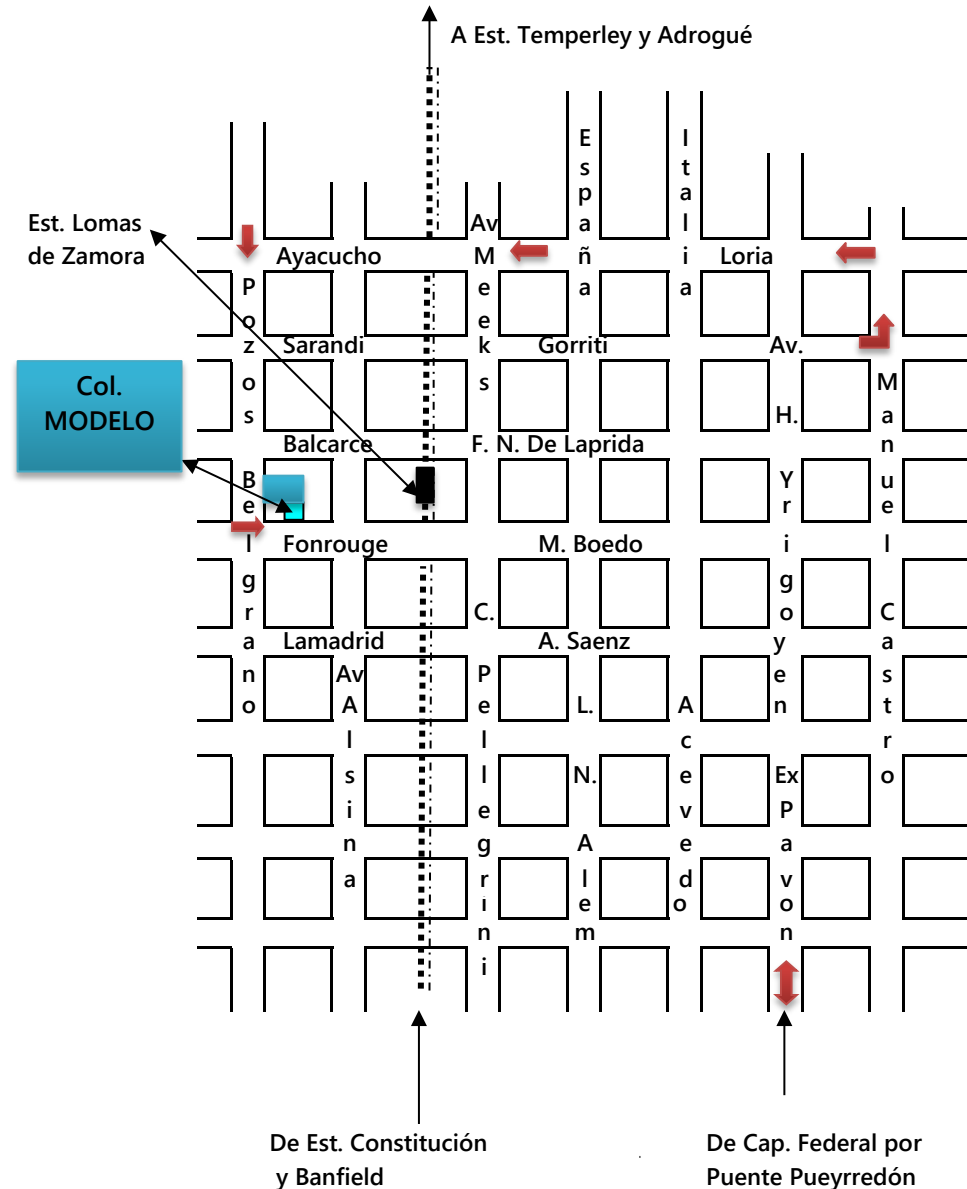 A Est. Temperley y Adrogué
Est. Lomas
de Zamora
Col.
MODELO
Ayacucho
Loria
Sarandi
Gorriti
Balcarce
F. N. De Laprida
Fonrouge
M. Boedo
Lamadrid
A. Saenz
Pozos
Belgrano
Av Alsina
Av Meeks
C. Pellegrini
España
L. N. Alem
Italia
Acevedo
Av. H. Yrigoyen
Ex Pavon
Manuel Castro
De Est. Constitución
y Banfield
De Cap. Federal por
Puente Pueyrredón